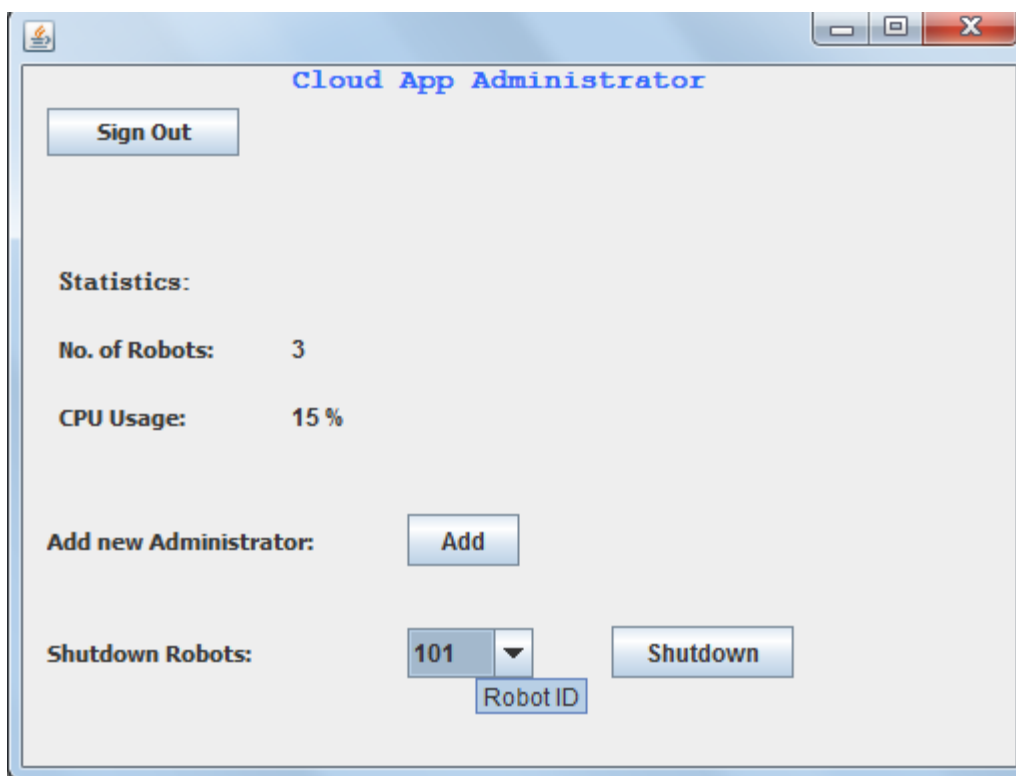 Cloud App Administrator
Sign Out
Statistics:
No. of Robots: 3
CPU Usage: 15 %
Add new Administrator: Add
Shutdown Robots: 101 Shutdown
Robot ID